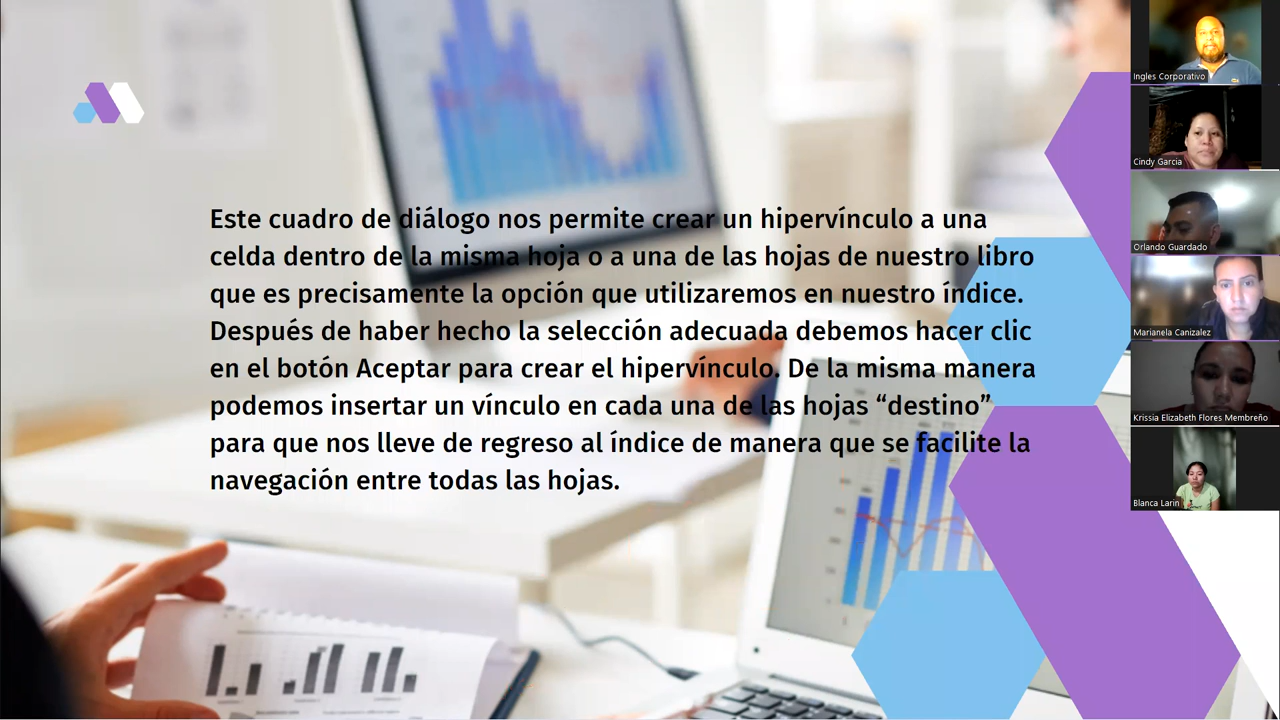 Este cuadro de diálogo nos permite crear un hipervínculo a una
celda dentro de la misma hoja o a una de las hojas de nuestro libro
que es precisamente la opción que utilizaremos en nuestro índice.
Después de haber hecho la selección adecuada debemos hacer clic
en el botón Aceptar para crear el hipervínculo. De la misma manera
podemos insertar un vínculo en cada una de las hojas “destino”
para que nos lleve de regreso al índice de manera que se facilite la
navegación entre todas las hojas.
Ingles Corporativo
Cindy Garcia
Orlando Guardado
Marianela Canizalez
Krissia Elizabeth Flores Membreño
Blanca Larin